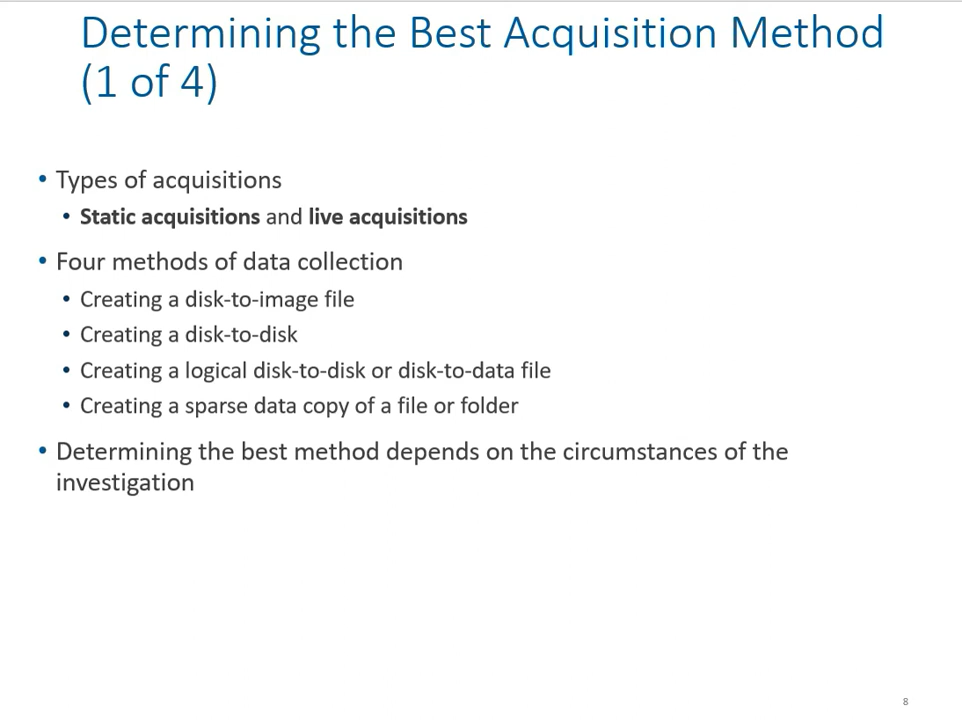 Determining the Best Acquisition Method
(1 of 4)
• Types of acquisitions
• Static acquisitions and live acquisitions
• Four methods of data collection
• Creating a disk-to-image file
• Creating a disk-to-disk
• Creating a logical disk-to-disk or disk-to-data file
• Creating a sparse data copy of a file or folder
• Determining the best method depends on the circumstances of the
investigation
8